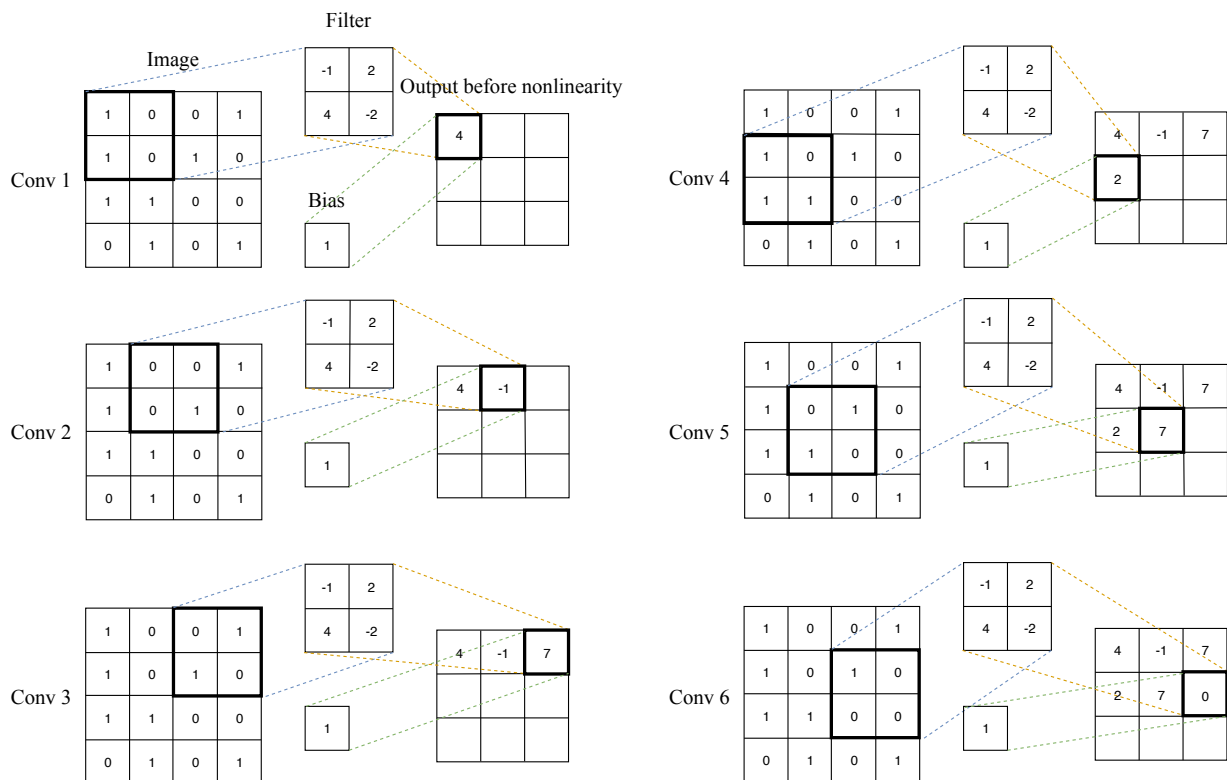 Filter
Image
-1 2
4 -2
Output before nonlinearity
1 0 0 1
1 0 1 0
1 1 0 0
0 1 0 1
4
Conv 1
Bias
1
-1 2
4 -2
1 0 0 1
1 0 1 0
1 1 0 0
0 1 0 1
4 -1
Conv 2
1
-1 2
4 -2
1 0 0 1
1 0 1 0
1 1 0 0
0 1 0 1
4 -1 7
Conv 3
1
-1 2
4 -2
1 0 0 1
1 0 1 0
1 1 0 0
0 1 0 1
4 -1 7
2
Conv 4
1
-1 2
4 -2
1 0 0 1
1 0 1 0
1 1 0 0
0 1 0 1
4 -1 7
2 7
Conv 5
1
-1 2
4 -2
1 0 0 1
1 0 1 0
1 1 0 0
0 1 0 1
4 -1 7
2 7 0
Conv 6
1